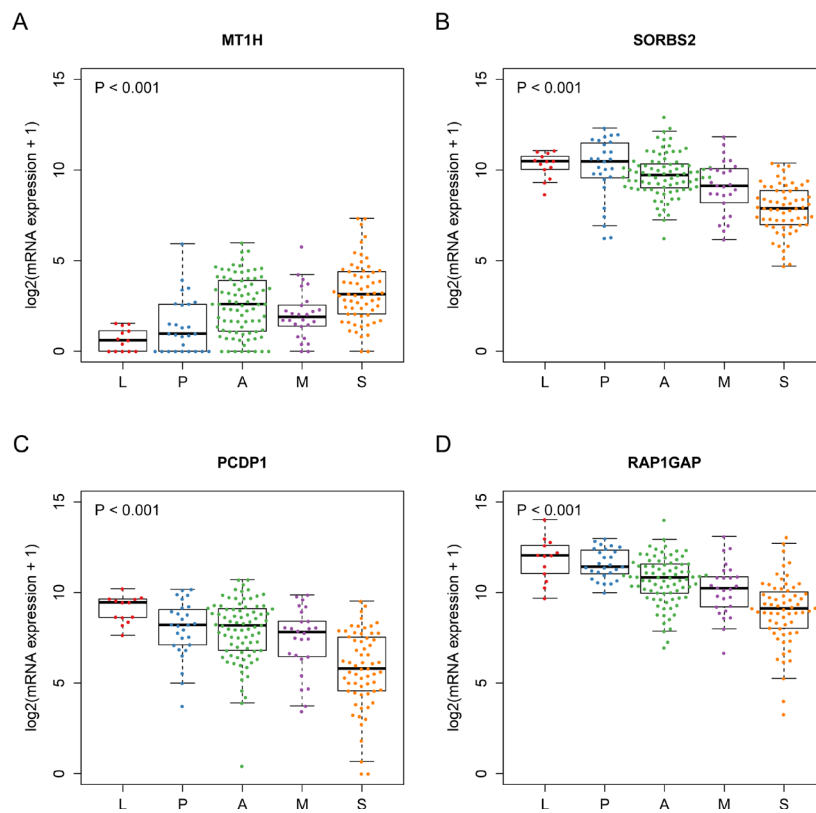 A
MT1H
log2(mRNA expression + 1)
15
10
5
0
P < 0.001
L P A M S
B
SORBS2
log2(mRNA expression + 1)
15
10
5
0
P < 0.001
L P A M S
C
PCDP1
log2(mRNA expression + 1)
15
10
5
0
P < 0.001
L P A M S
D
RAP1GAP
log2(mRNA expression + 1)
15
10
5
0
P < 0.001
L P A M S